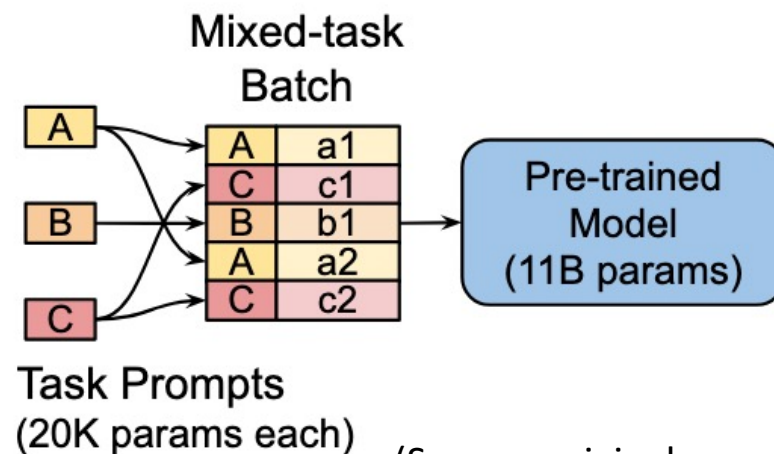 Mixed-task
Batch
A
B
C
A a1
C c1
B b1
A a2
C c2
Pre-trained
Model
(11B params)
Task Prompts
(20K params each)